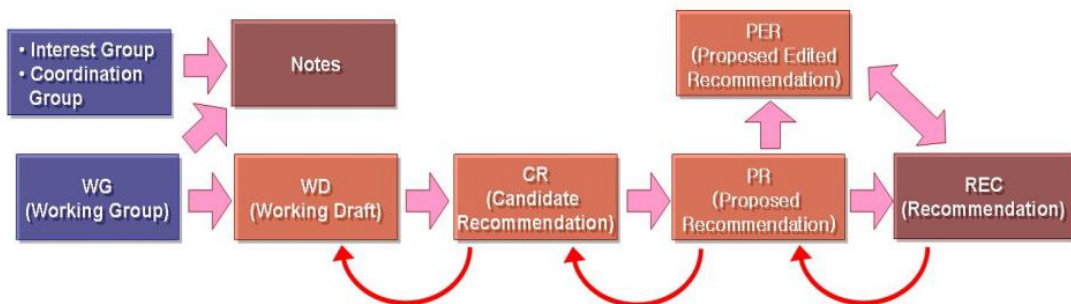 • Interest Group
• Coordination
Group
Notes
PER
(Proposed Edited
Recommendation)
WG
(Working Group)
WD
(Working Draft)
CR
(Candidate
Recommendation)
PR
(Proposed
Recommendation)
REC
(Recommendation)